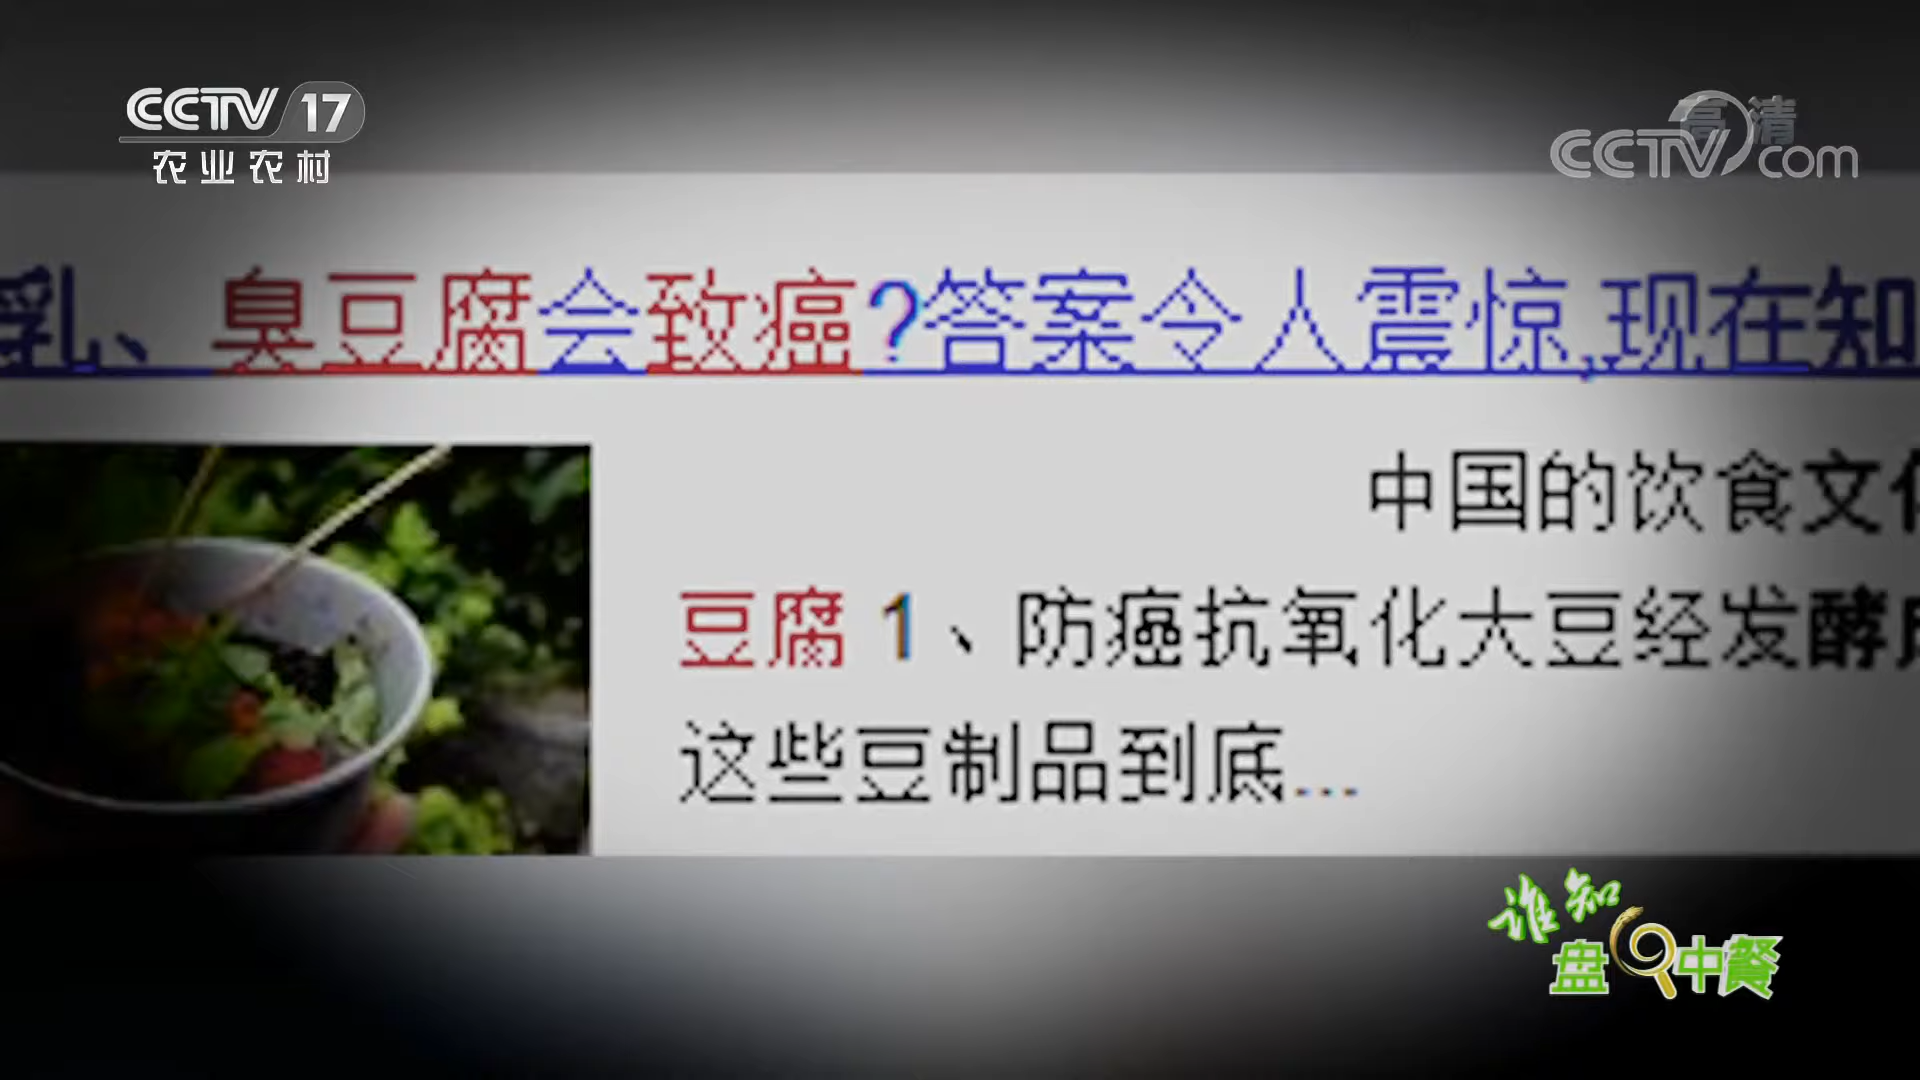 CCTV 17
农业农村
高清
CCTV com
乳、臭豆腐会致癌?答案令人震惊,现在知
中国的饮食文化
豆腐 1、防癌抗氧化大豆经发酵成
这些豆制品到底...
谁知
盘中餐